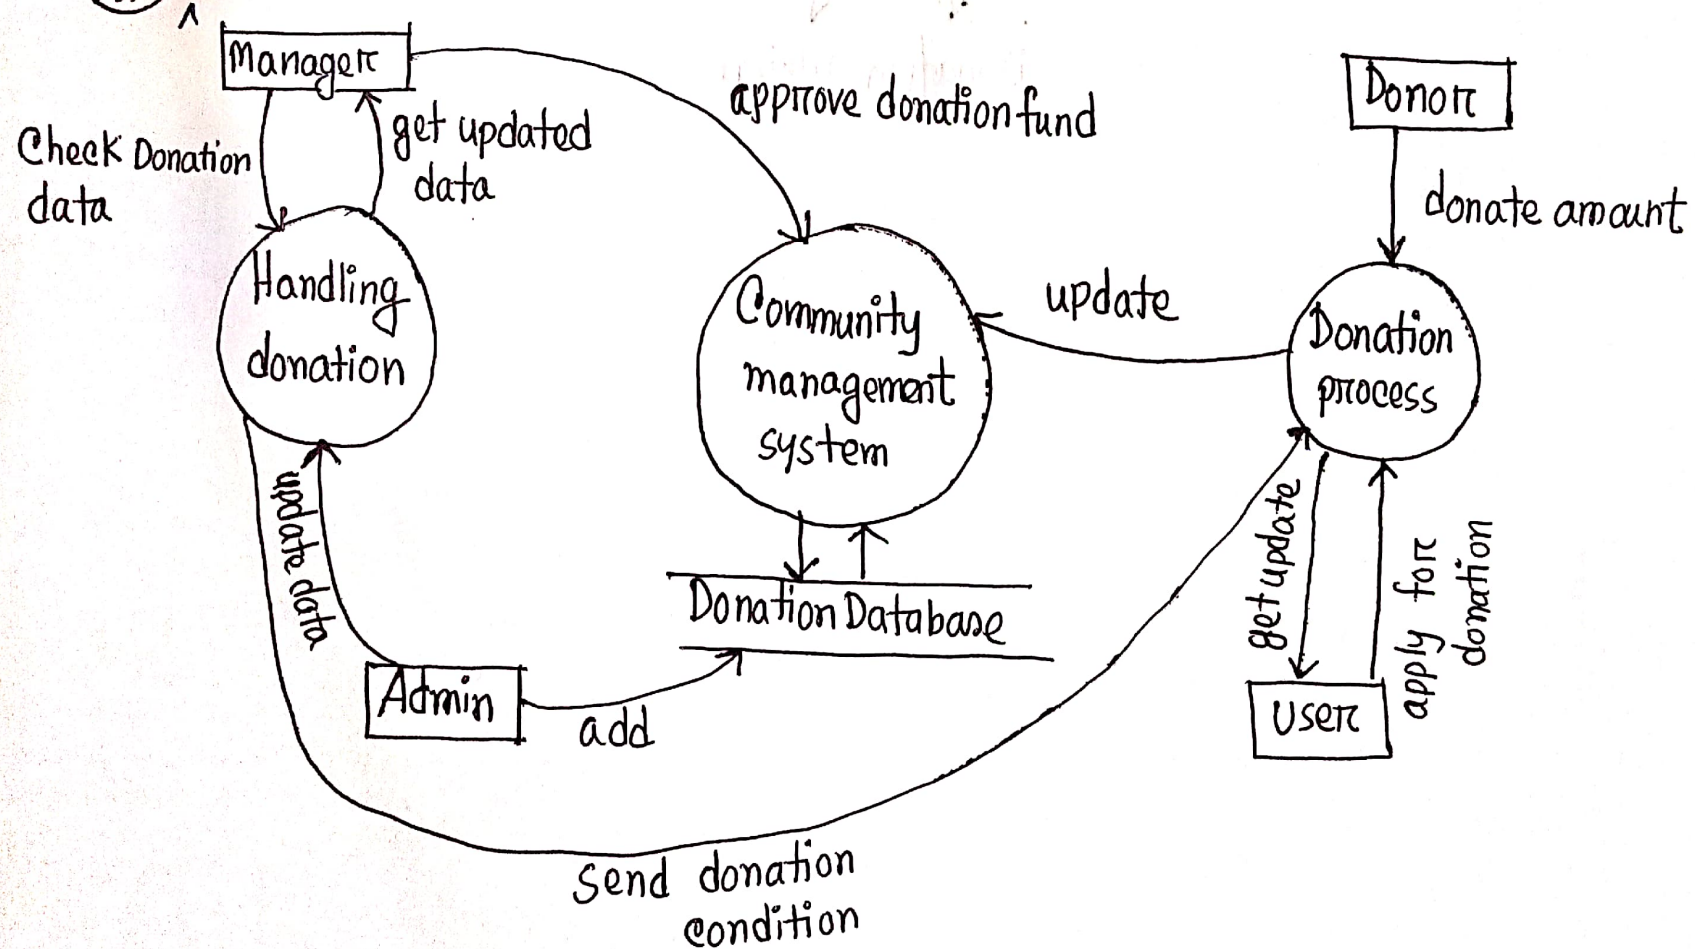 Manager
Check Donation
data
get updated
data
approve donation fund
Donor
donate amount
Handling
donation
Community
management
system
update
Donation
process
update data
Donation Database
Admin
add
get update
apply for
donation
User
Send donation
condition